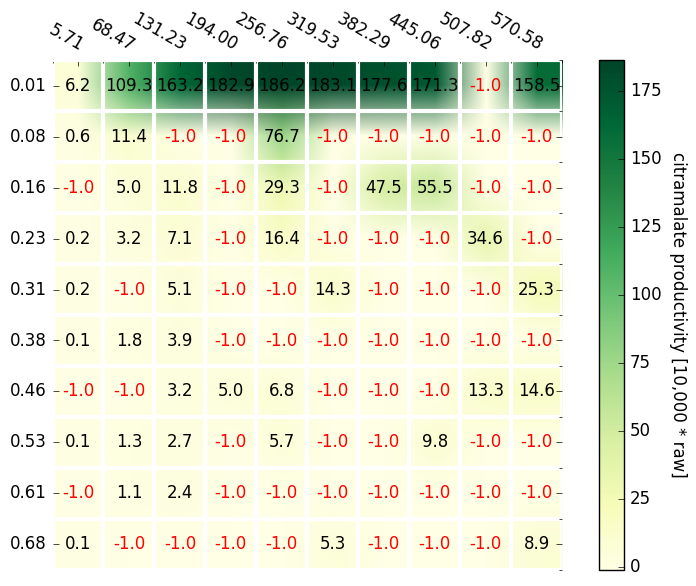 5.71 68.47 131.23 194.00 256.76 319.53 382.29 445.06 507.82 570.58
0.01 6.2 109.3 163.2 182.9 186.2 183.1 177.6 171.3 -1.0 158.5
0.08 0.6 11.4 -1.0 -1.0 76.7 -1.0 -1.0 -1.0 -1.0 -1.0
0.16 -1.0 5.0 11.8 -1.0 29.3 -1.0 47.5 55.5 -1.0 -1.0
0.23 0.2 3.2 7.1 -1.0 16.4 -1.0 -1.0 -1.0 34.6 -1.0
0.31 0.2 -1.0 5.1 -1.0 -1.0 14.3 -1.0 -1.0 -1.0 25.3
0.38 0.1 1.8 3.9 -1.0 -1.0 -1.0 -1.0 -1.0 -1.0 -1.0
0.46 -1.0 -1.0 3.2 5.0 6.8 -1.0 -1.0 -1.0 13.3 14.6
0.53 0.1 1.3 2.7 -1.0 5.7 -1.0 -1.0 9.8 -1.0 -1.0
0.61 -1.0 1.1 2.4 -1.0 -1.0 -1.0 -1.0 -1.0 -1.0 -1.0
0.68 0.1 -1.0 -1.0 -1.0 -1.0 5.3 -1.0 -1.0 -1.0 8.9
175
150
125
100
75
50
25
0
citramalate productivity [10,000 * raw]